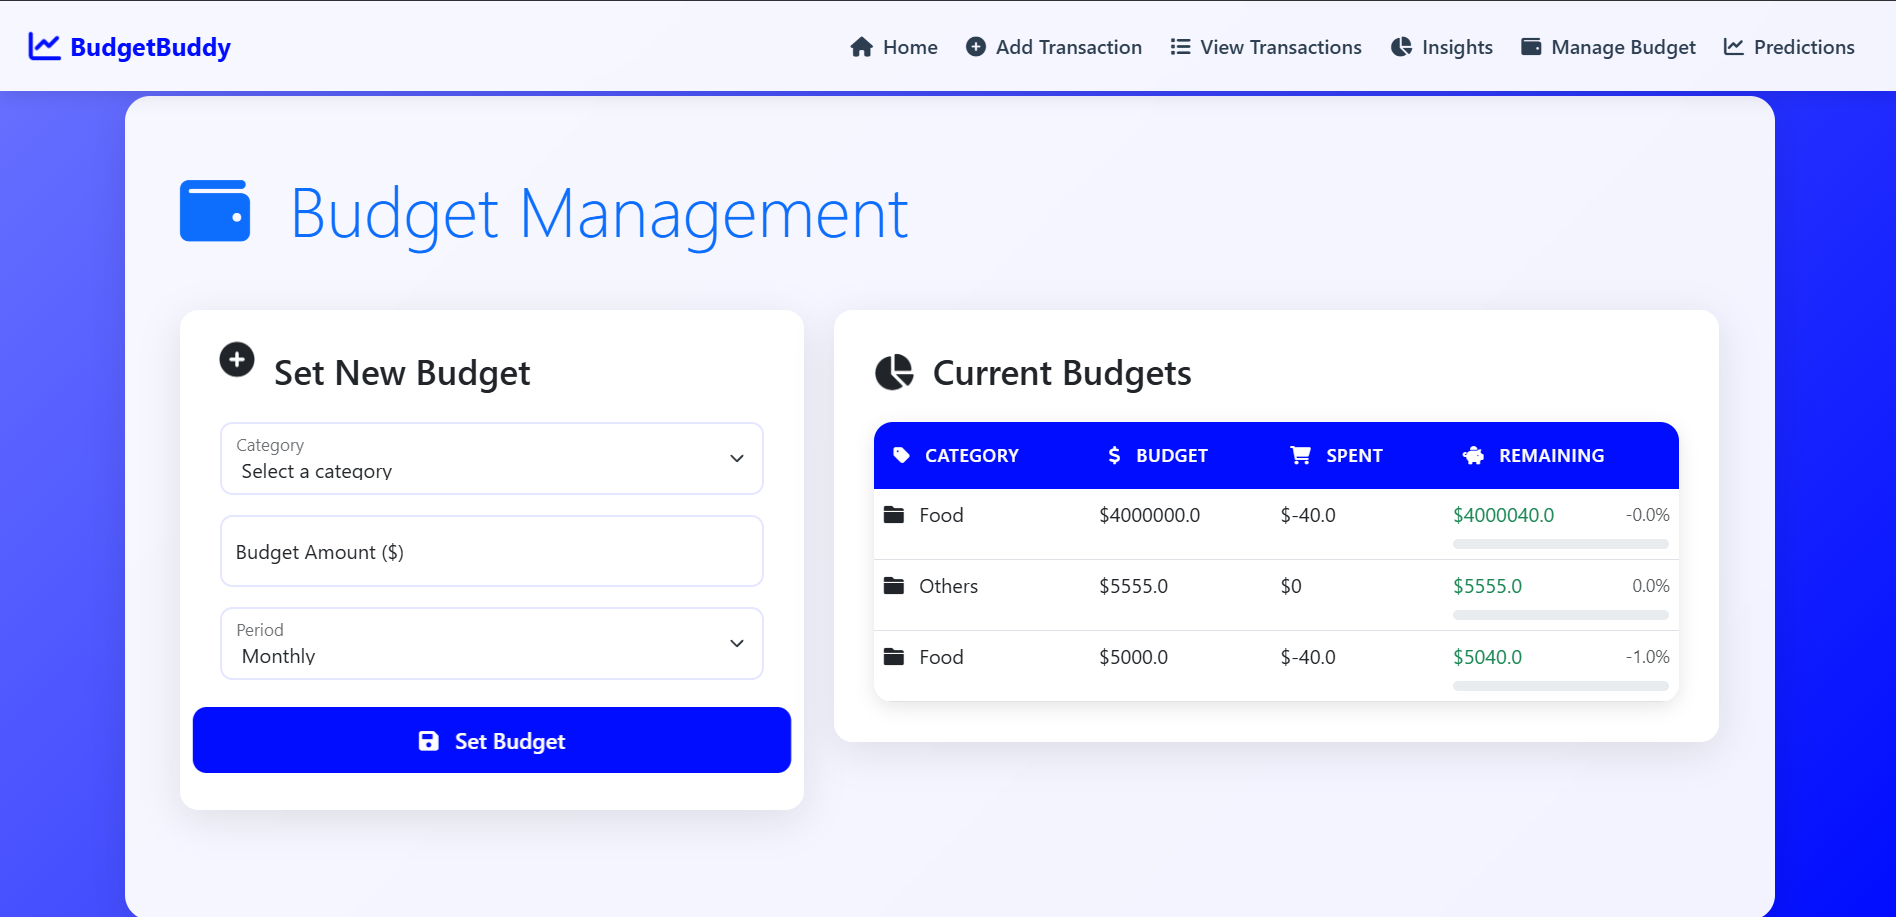 BudgetBuddy
Home Add Transaction View Transactions Insights Manage Budget Predictions
Budget Management
Set New Budget
Category
Select a category
Budget Amount ($)
Period
Monthly
Set Budget
Current Budgets
CATEGORY BUDGET SPENT REMAINING
Food $4000000.0 $-40.0 $4000040.0 -0.0%
Others $5555.0 $0 $5555.0 0.0%
Food $5000.0 $-40.0 $5040.0 -1.0%